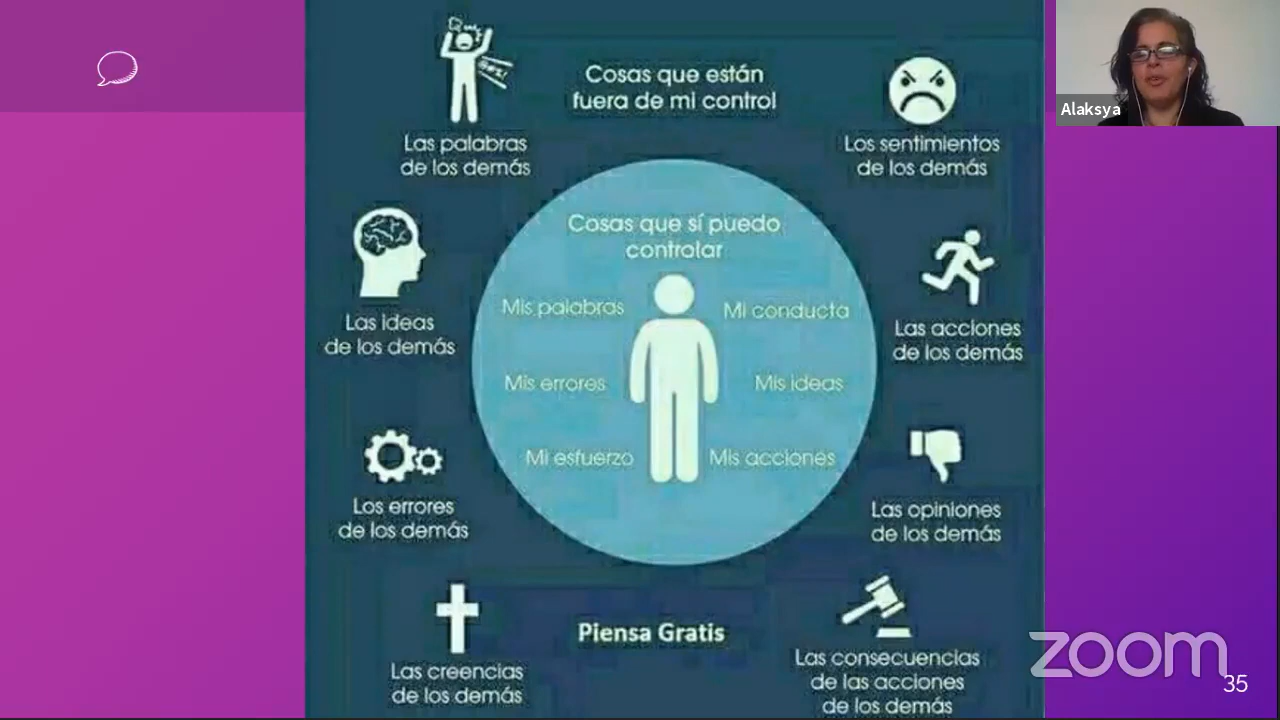 Cosas que están
fuera de mi control
Las palabras
de los demás
Los sentimientos
de los demás
Cosas que sí puedo
controlar
Las ideas
de los demás
Mis palabras
Mi conducta
Las acciones
de los demás
Mis errores
Mis ideas
Mi esfuerzo
Mis acciones
Los errores
de los demás
Las opiniones
de los demás
Las creencias
de los demás
Piensa Gratis
Las consecuencias
de las acciones
de los demás
Alaksya
zoom
35